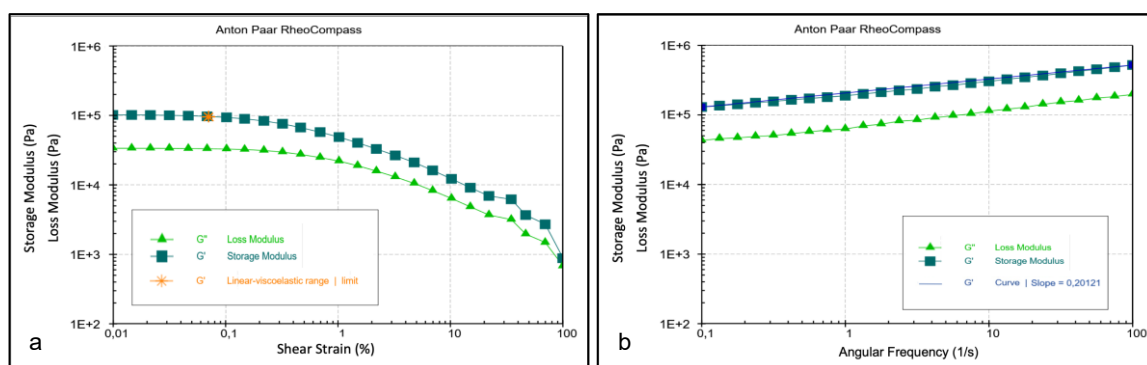 Anton Paar RheoCompass
Storage Modulus (Pa)
Loss Modulus (Pa)
1E+6
1E+5
1E+4
1E+3
1E+2
G" Loss Modulus
G' Storage Modulus
G' Linear-viscoelastic range | limit
0,01 0,1 1 10 100
Shear Strain (%)
a
Anton Paar RheoCompass
Storage Modulus (Pa)
Loss Modulus (Pa)
1E+6
1E+5
1E+4
1E+3
1E+2
G" Loss Modulus
G' Storage Modulus
G' Curve | Slope = 0,20121
0,1 1 10 100
Angular Frequency (1/s)
b